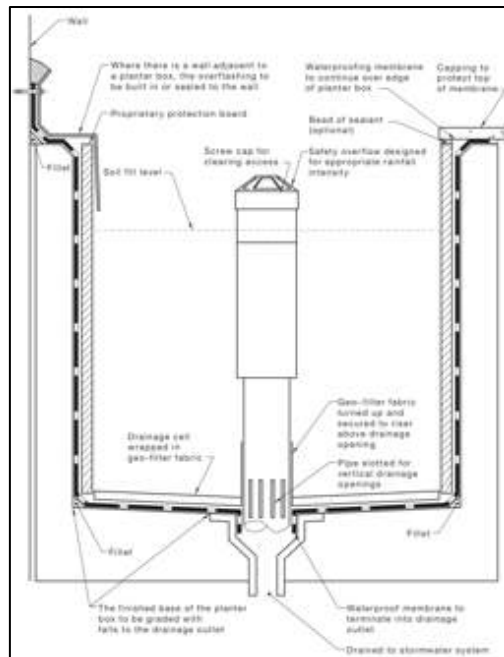 Wall
Where there is a wall adjacent to
a planter box, the overflashing to
be built in or sealed to the wall
Proprietary protection board
Fillet
Soil fill level
Screw cap for
clearing access
Waterproofing membrane
to continue over edge
of planter box
Capping to
protect top
of membrane
Bead of sealant
(optional)
Safety overflow designed
for appropriate rainfall
intensity
Drainage cell
wrapped in
geo-filter fabric
Geo-filter fabric
turned up and
secured to riser
above drainage
opening
Pipe slotted for
vertical drainage
openings
Fillet
Fillet
The finished base of the planter
box to be graded with
falls to the drainage outlet
Waterproof membrane to
terminate into drainage
outlet
Drained to stormwater system